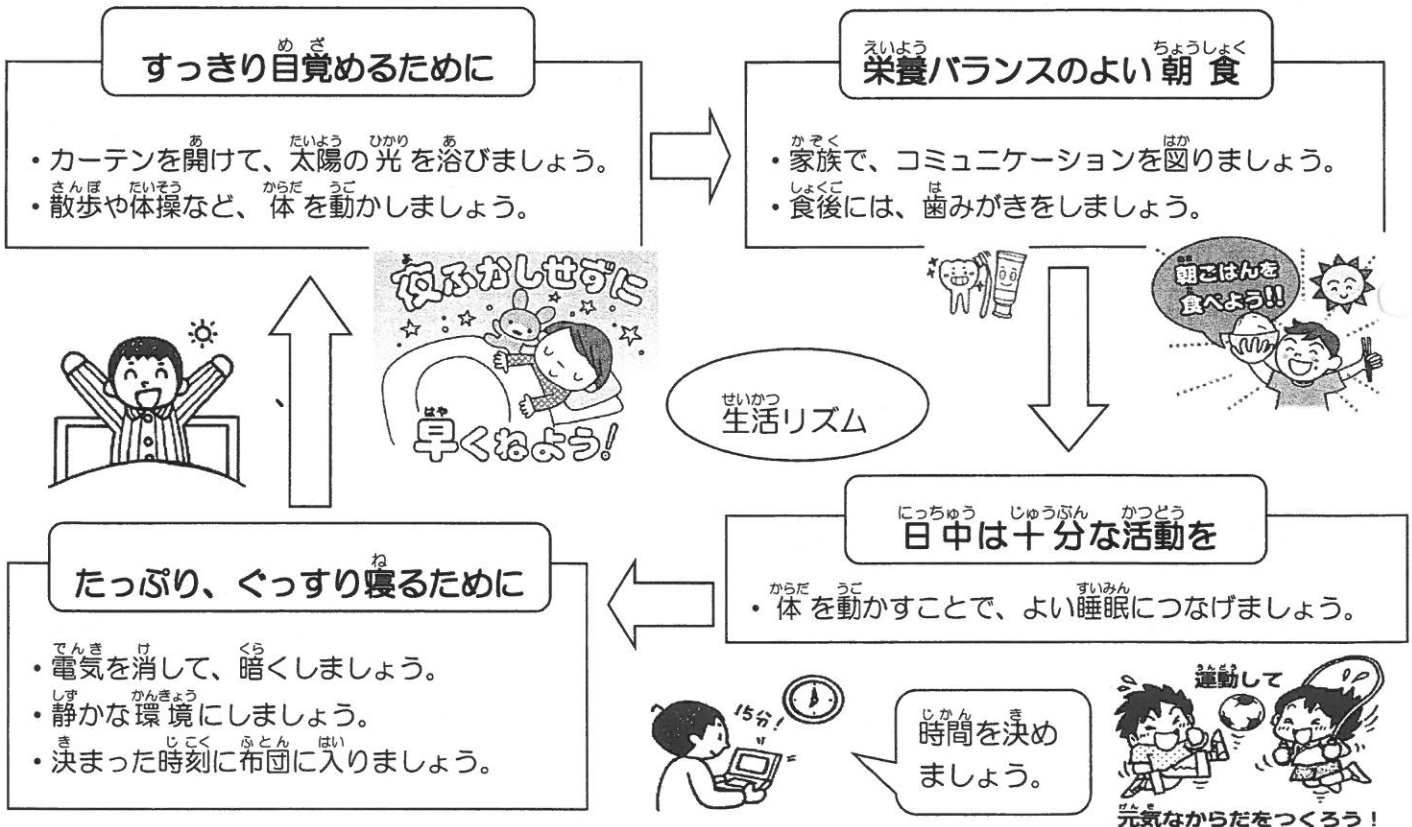 すっきり目覚めるために
・カーテンを開けて、太陽の光を浴びましょう。
・散歩や体操など、体を動かしましょう。
栄養バランスのよい朝食
・家族で、コミュニケーションを図りましょう。
・食後には、歯みがきをしましょう。
夜ふかしせずに
早くねよう!
朝ごはんを
食べよう!!
生活リズム
日中は十分な活動を
・体を動かすことで、よい睡眠につなげましょう。
たっぷり、ぐっすり寝るために
・電気を消して、暗くしましょう。
・静かな環境にしましょう。
・決まった時刻に布団に入りましょう。
15分!
時間を決め
ましょう。
運動して
元気なからだをつくろう!